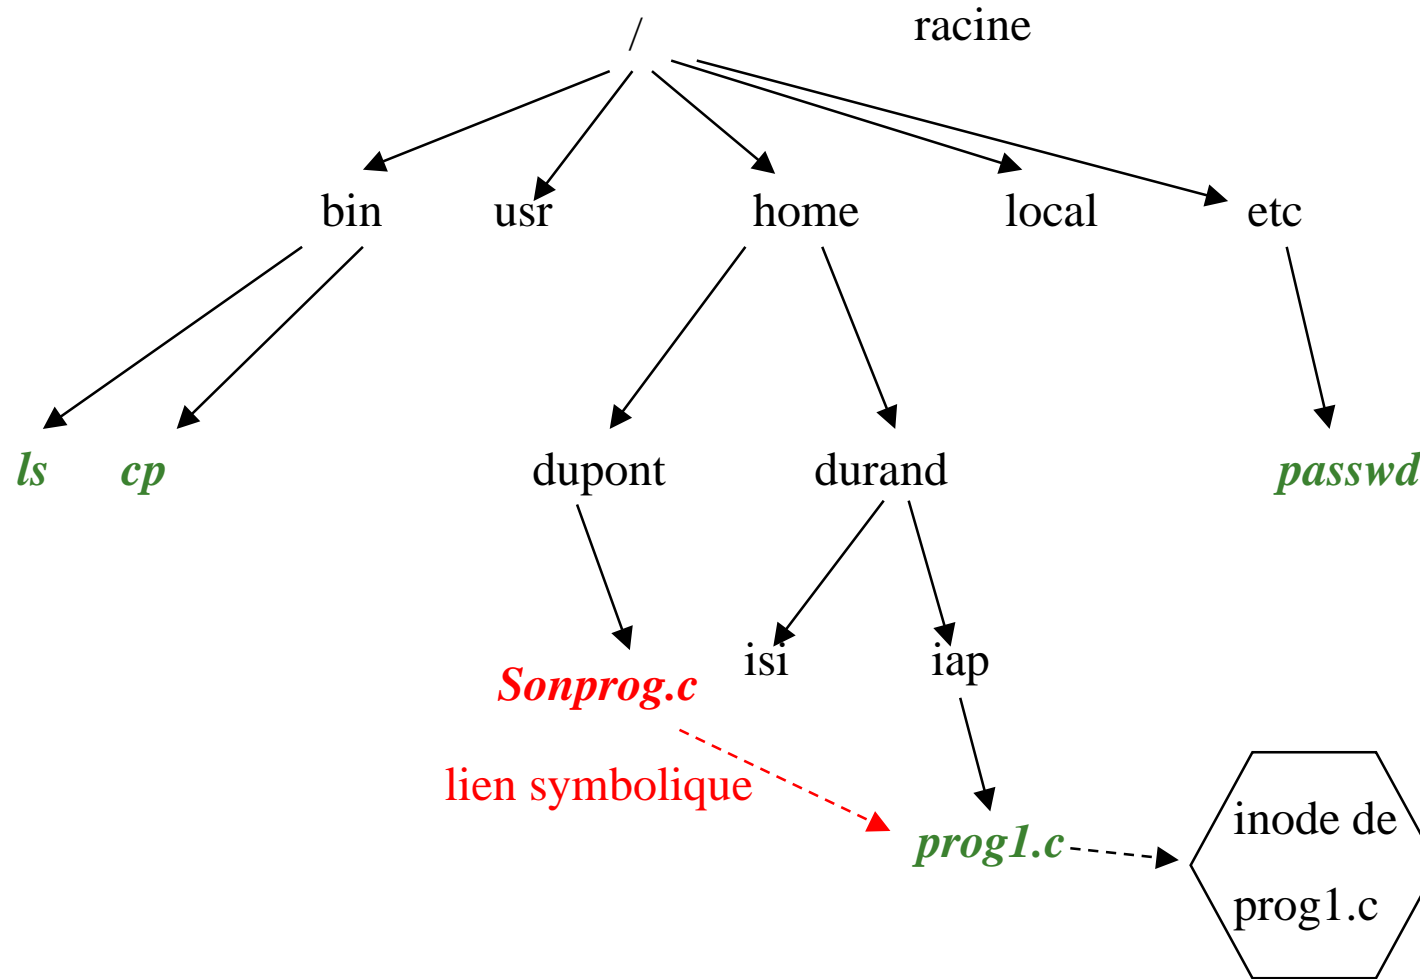 / racine
bin usr home local etc
ls cp dupont durand passwd
Sonprog.c isi iap
lien symbolique
prog1.c
inode de
prog1.c